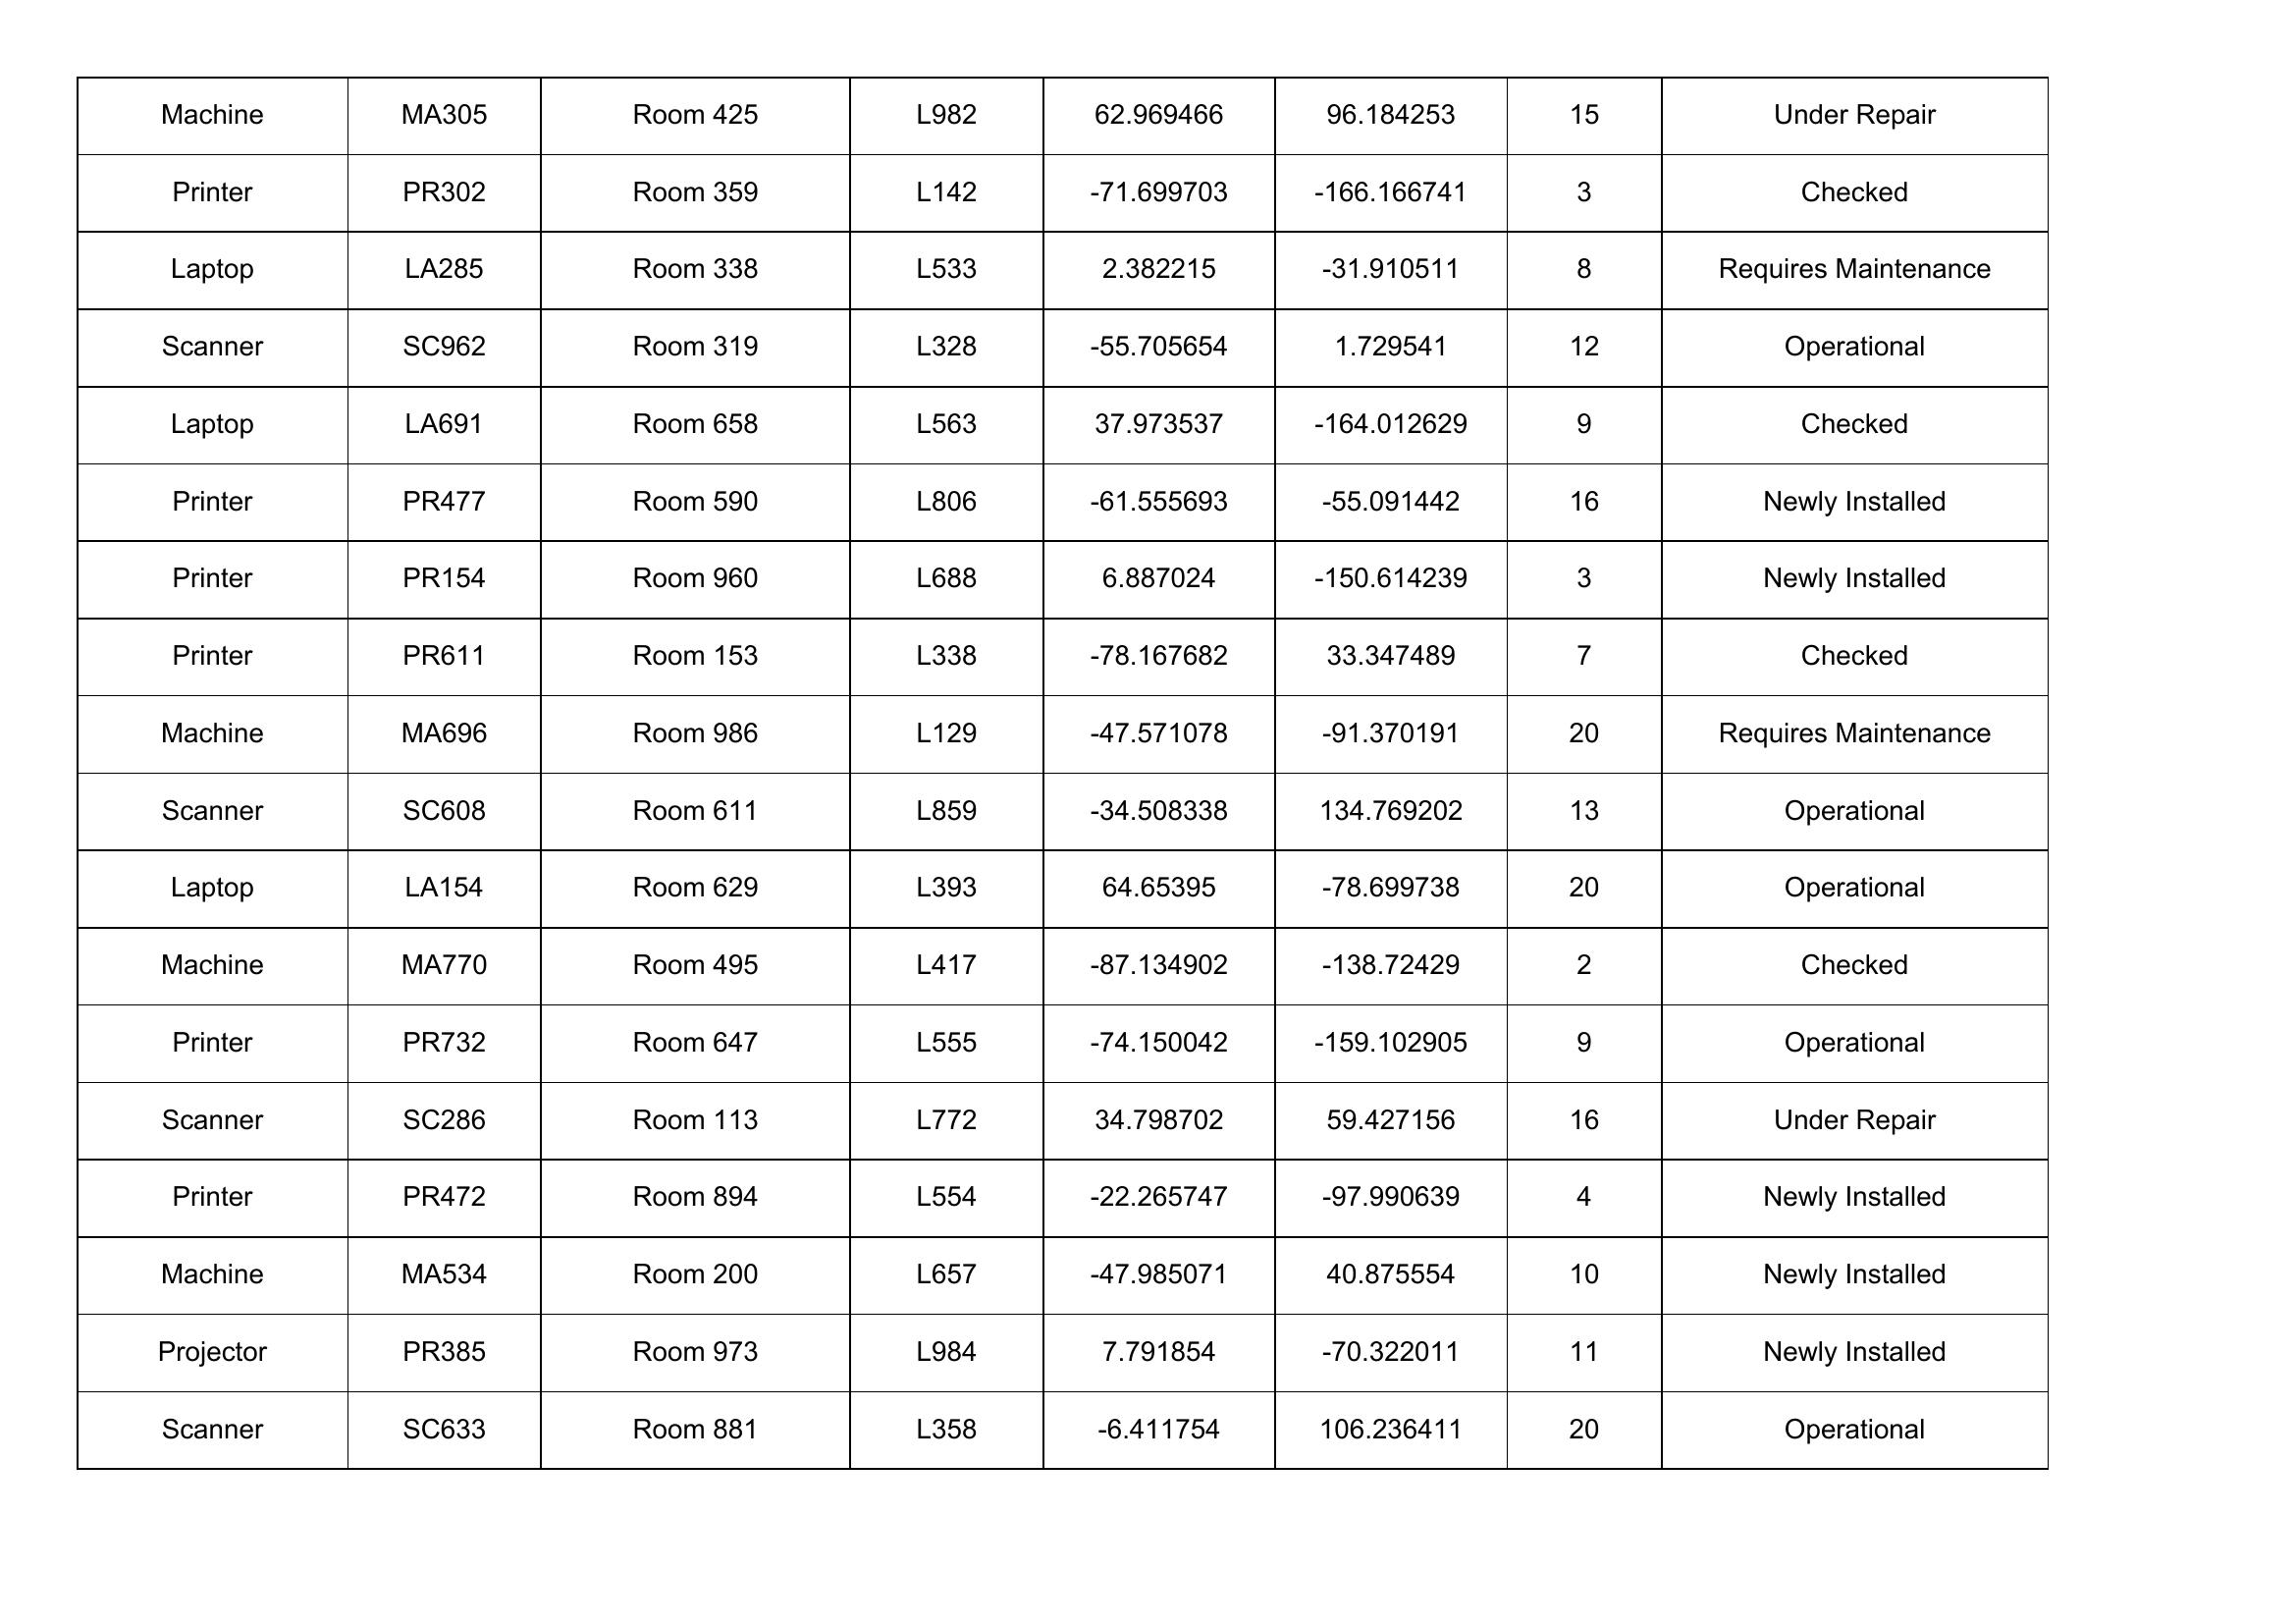 Machine MA305 Room 425 L982 62.969466 96.184253 15 Under Repair
Printer PR302 Room 359 L142 -71.699703 -166.166741 3 Checked
Laptop LA285 Room 338 L533 2.382215 -31.910511 8 Requires Maintenance
Scanner SC962 Room 319 L328 -55.705654 1.729541 12 Operational
Laptop LA691 Room 658 L563 37.973537 -164.012629 9 Checked
Printer PR477 Room 590 L806 -61.555693 -55.091442 16 Newly Installed
Printer PR154 Room 960 L688 6.887024 -150.614239 3 Newly Installed
Printer PR611 Room 153 L338 -78.167682 33.347489 7 Checked
Machine MA696 Room 986 L129 -47.571078 -91.370191 20 Requires Maintenance
Scanner SC608 Room 611 L859 -34.508338 134.769202 13 Operational
Laptop LA154 Room 629 L393 64.65395 -78.699738 20 Operational
Machine MA770 Room 495 L417 -87.134902 -138.72429 2 Checked
Printer PR732 Room 647 L555 -74.150042 -159.102905 9 Operational
Scanner SC286 Room 113 L772 34.798702 59.427156 16 Under Repair
Printer PR472 Room 894 L554 -22.265747 -97.990639 4 Newly Installed
Machine MA534 Room 200 L657 -47.985071 40.875554 10 Newly Installed
Projector PR385 Room 973 L984 7.791854 -70.322011 11 Newly Installed
Scanner SC633 Room 881 L358 -6.411754 106.236411 20 Operational